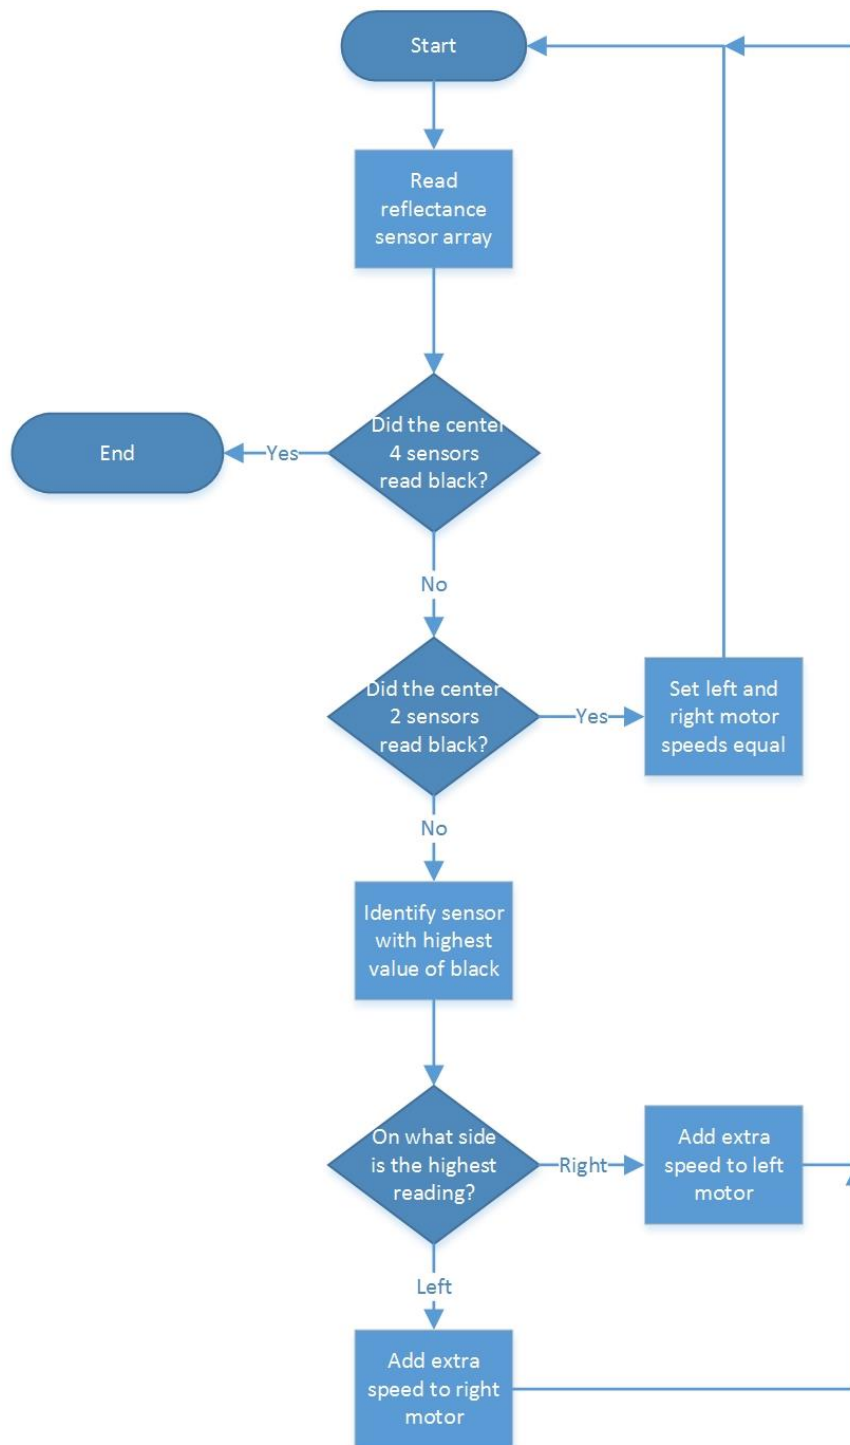 Start
Read
reflectance
sensor array
Did the center
4 sensors
read black?
Yes
End
No
Did the center
2 sensors
read black?
Yes
Set left and
right motor
speeds equal
No
Identify sensor
with highest
value of black
On what side
is the highest
reading?
Right
Add extra
speed to left
motor
Left
Add extra
speed to right
motor